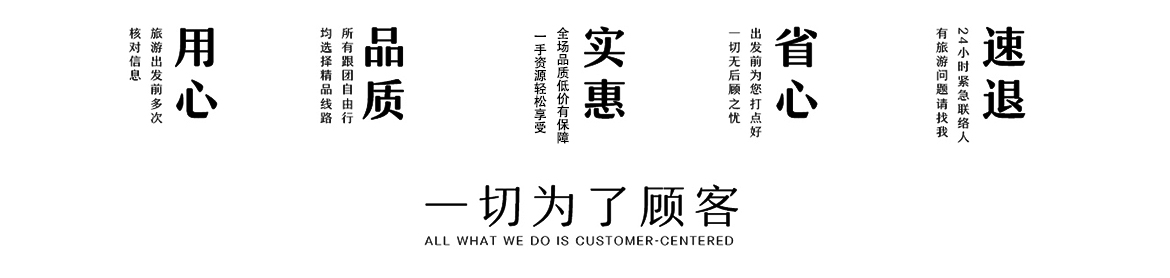 用心
旅游出发前多次
核对信息
品质
所有跟团自由行
均选择精品线路
实惠
全场品质低价有保障
一手资源轻松享受
省心
出发前为您打点好
一切无后顾之忧
速退
24小时紧急联络人
有旅游问题请找我
一切为了顾客
ALL WHAT WE DO IS CUSTOMER-CENTERED